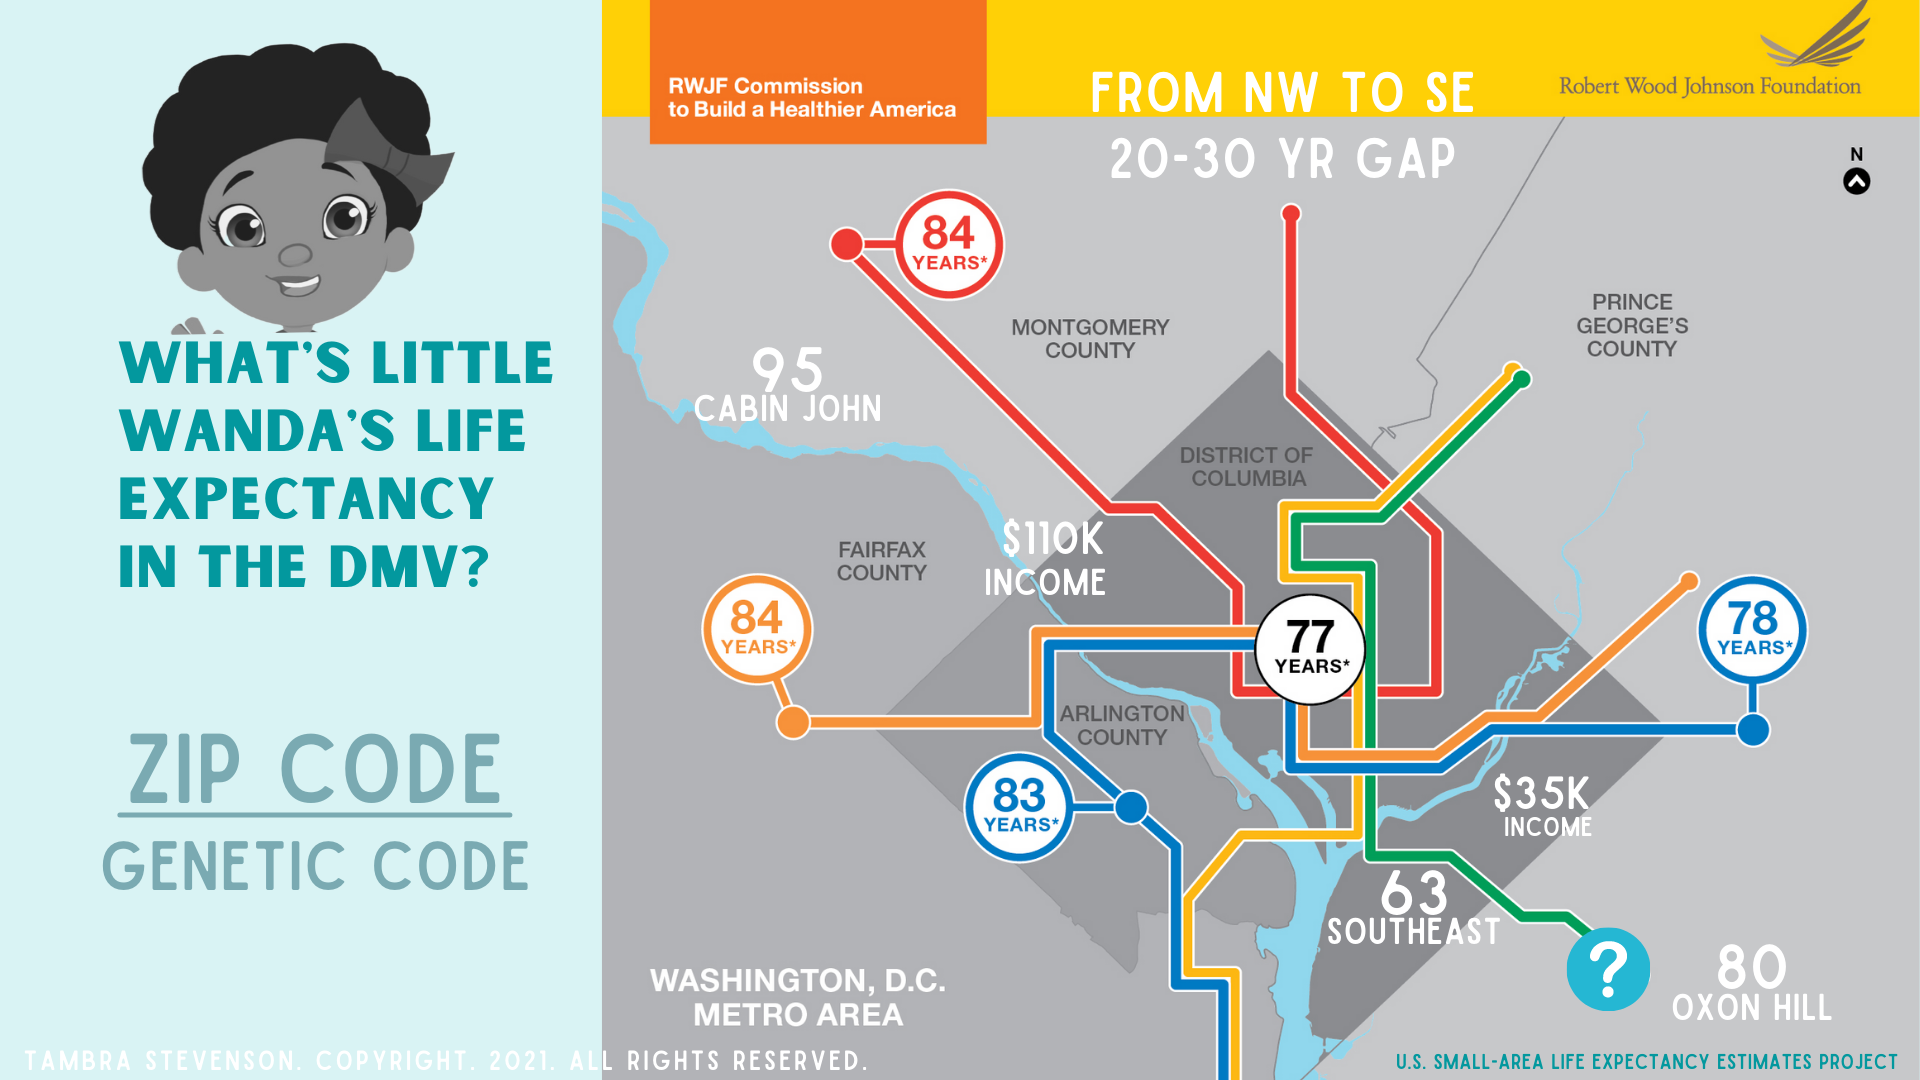 RWJF Commission
to Build a Healthier America
FROM NW TO SE
20-30 YR GAP
Robert Wood Johnson Foundation
N
WHAT'S LITTLE
WANDA'S LIFE
EXPECTANCY
IN THE DMV?
ZIP CODE
GENETIC CODE
84
YEARS*
MONTGOMERY
COUNTY
PRINCE
GEORGE'S
COUNTY
95
CABIN JOHN
DISTRICT OF
COLUMBIA
$110K
INCOME
FAIRFAX
COUNTY
84
YEARS*
77
YEARS*
78
YEARS*
ARLINGTON
COUNTY
83
YEARS*
$35K
INCOME
63
SOUTHEAST
?
80
OXON HILL
WASHINGTON, D.C.
METRO AREA
TAMBRA STEVENSON. COPYRIGHT. 2021. ALL RIGHTS RESERVED.
U.S. SMALL-AREA LIFE EXPECTANCY ESTIMATES PROJECT